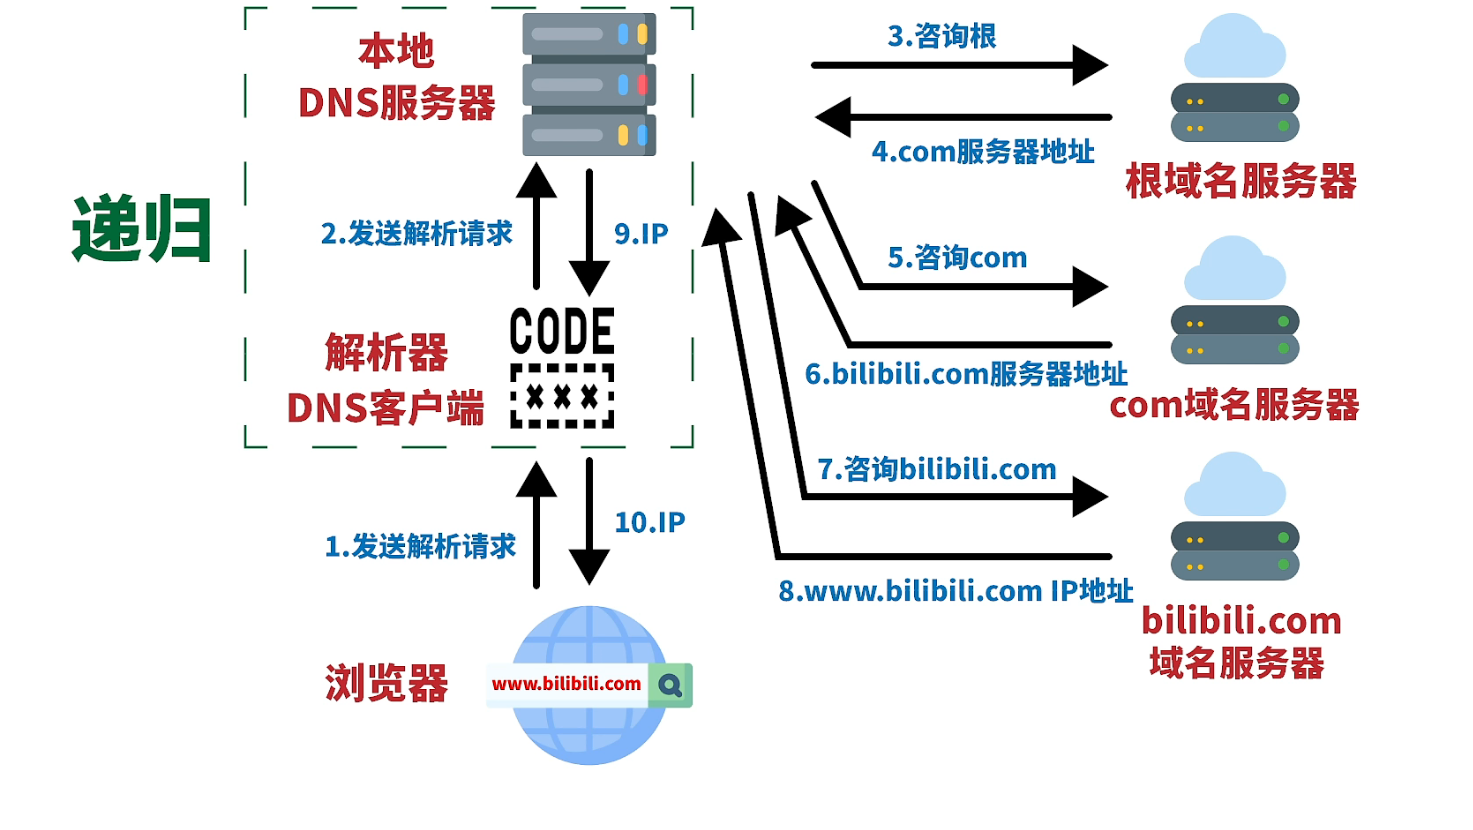 本地
DNS服务器
3.咨询根
4.com服务器地址
根域名服务器
递归
2.发送解析请求
9.IP
5.咨询com
CODE
解析器
DNS客户端
6.bilibili.com服务器地址
com域名服务器
7.咨询bilibili.com
1.发送解析请求
10.IP
8.www.bilibili.com IP地址
bilibili.com
域名服务器
浏览器
www.bilibili.com